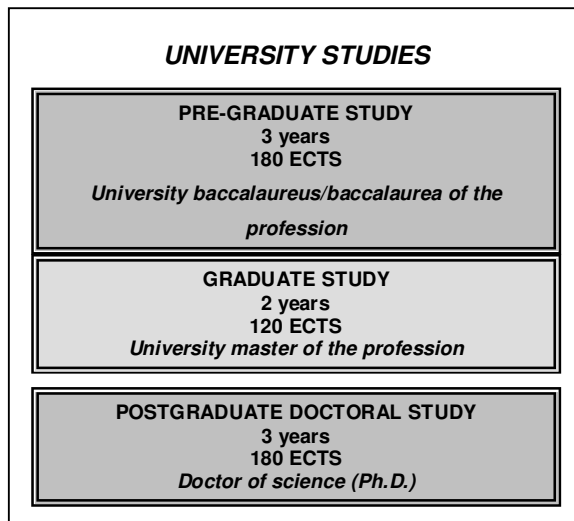 UNIVERSITY STUDIES
PRE-GRADUATE STUDY
3 years
180 ECTS
University baccalaureus/baccalaurea of the
profession
GRADUATE STUDY
2 years
120 ECTS
University master of the profession
POSTGRADUATE DOCTORAL STUDY
3 years
180 ECTS
Doctor of science (Ph.D.)